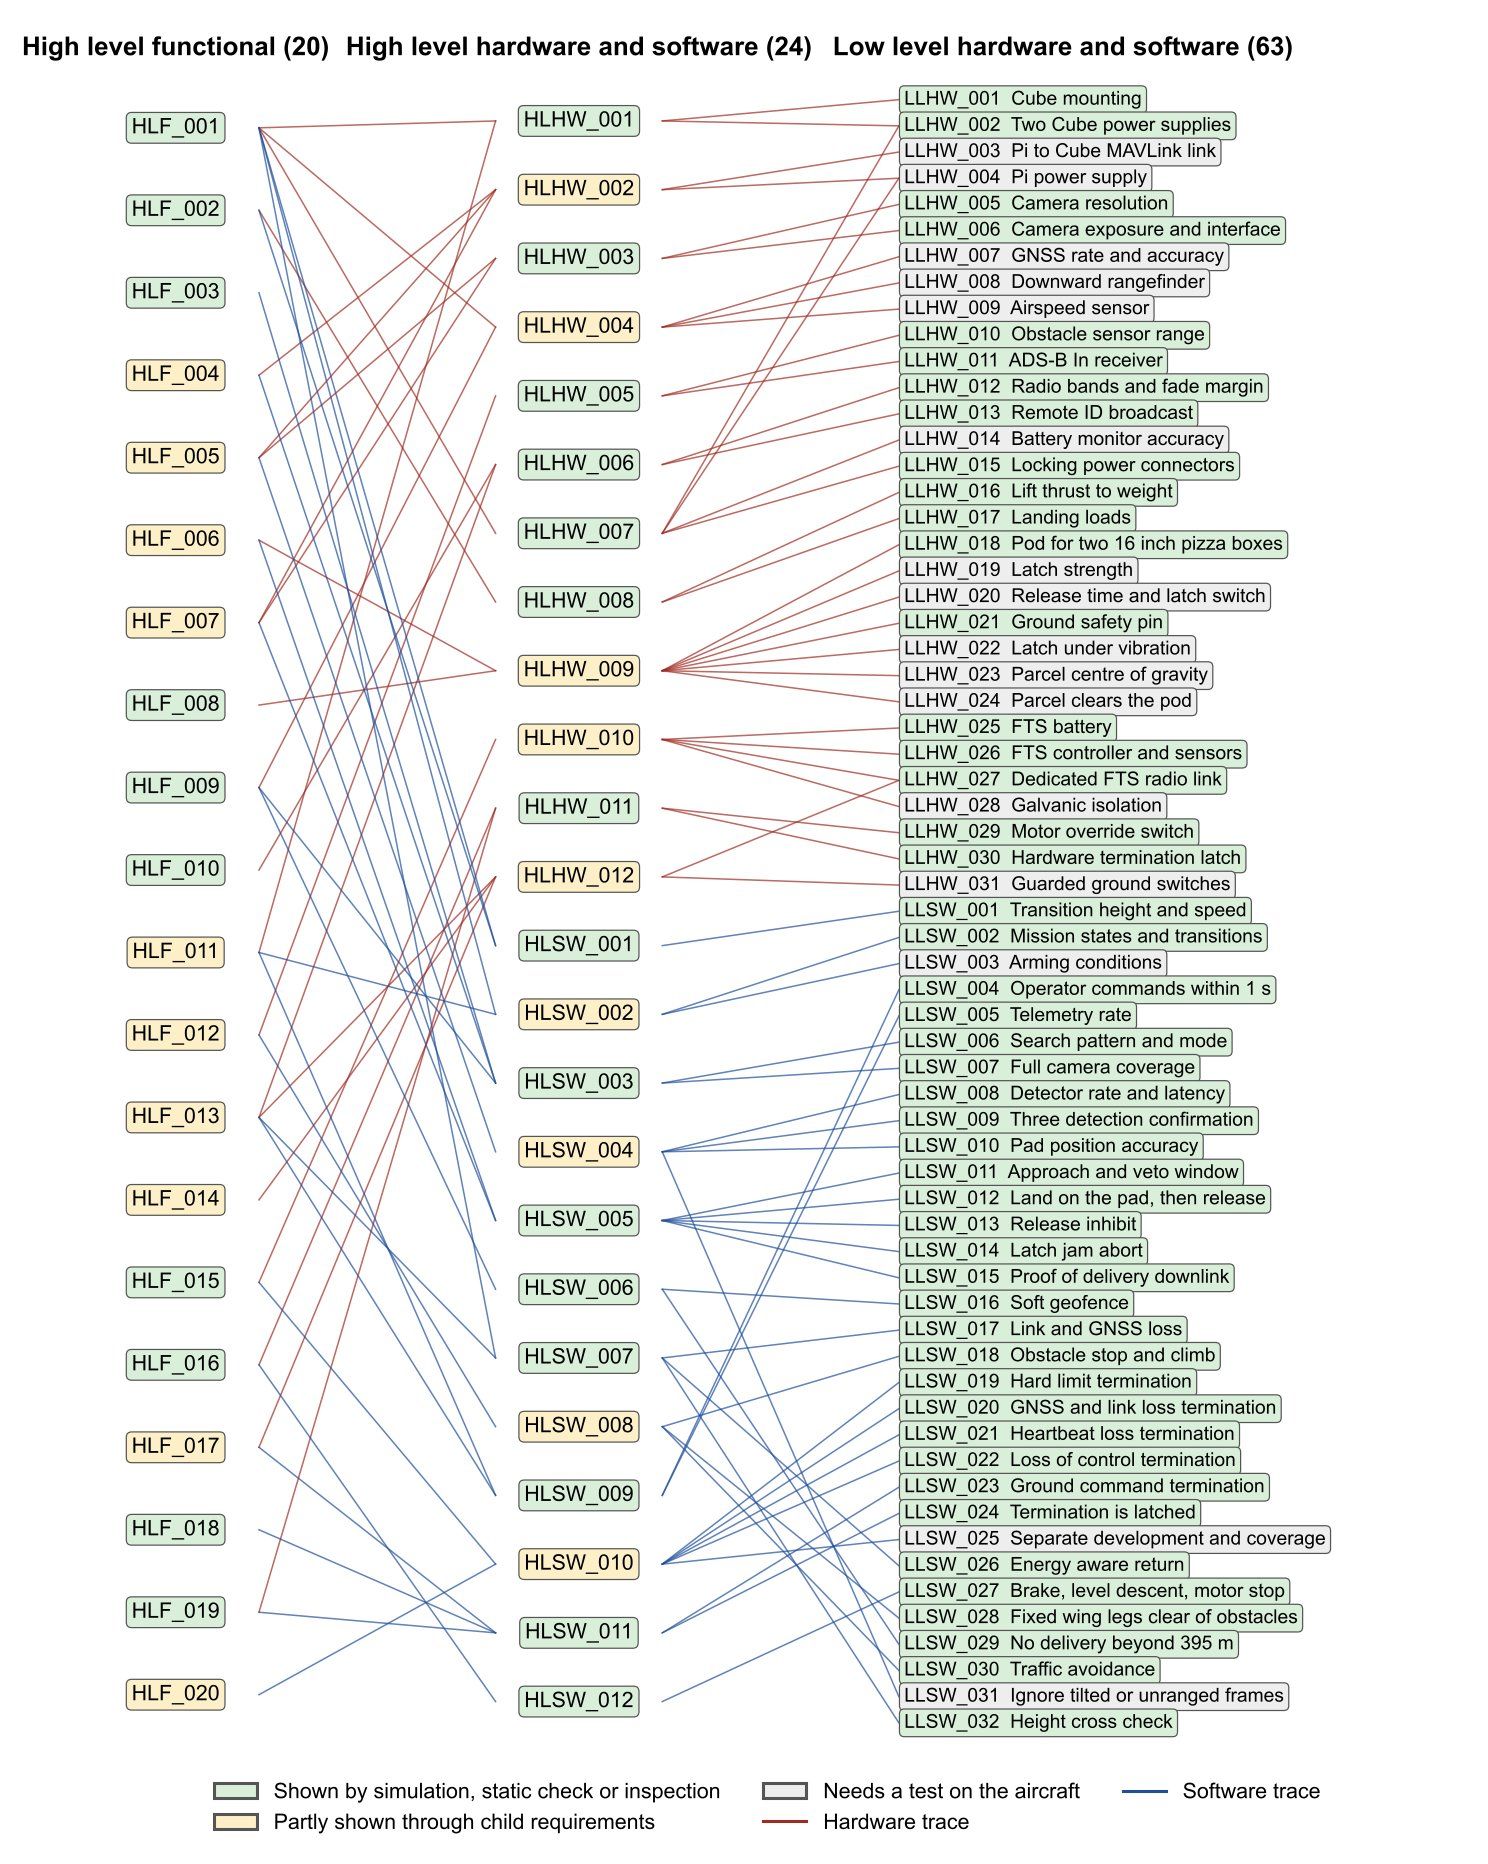 High level functional (20)
High level hardware and software (24)
Low level hardware and software (63)
HLF_001
HLF_002
HLF_003
HLF_004
HLF_005
HLF_006
HLF_007
HLF_008
HLF_009
HLF_010
HLF_011
HLF_012
HLF_013
HLF_014
HLF_015
HLF_016
HLF_017
HLF_018
HLF_019
HLF_020
HLHW_001
HLHW_002
HLHW_003
HLHW_004
HLHW_005
HLHW_006
HLHW_007
HLHW_008
HLHW_009
HLHW_010
HLHW_011
HLHW_012
HLSW_001
HLSW_002
HLSW_003
HLSW_004
HLSW_005
HLSW_006
HLSW_007
HLSW_008
HLSW_009
HLSW_010
HLSW_011
HLSW_012
LLHW_001 Cube mounting
LLHW_002 Two Cube power supplies
LLHW_003 Pi to Cube MAVLink link
LLHW_004 Pi power supply
LLHW_005 Camera resolution
LLHW_006 Camera exposure and interface
LLHW_007 GNSS rate and accuracy
LLHW_008 Downward rangefinder
LLHW_009 Airspeed sensor
LLHW_010 Obstacle sensor range
LLHW_011 ADS-B In receiver
LLHW_012 Radio bands and fade margin
LLHW_013 Remote ID broadcast
LLHW_014 Battery monitor accuracy
LLHW_015 Locking power connectors
LLHW_016 Lift thrust to weight
LLHW_017 Landing loads
LLHW_018 Pod for two 16 inch pizza boxes
LLHW_019 Latch strength
LLHW_020 Release time and latch switch
LLHW_021 Ground safety pin
LLHW_022 Latch under vibration
LLHW_023 Parcel centre of gravity
LLHW_024 Parcel clears the pod
LLHW_025 FTS battery
LLHW_026 FTS controller and sensors
LLHW_027 Dedicated FTS radio link
LLHW_028 Galvanic isolation
LLHW_029 Motor override switch
LLHW_030 Hardware termination latch
LLHW_031 Guarded ground switches
LLSW_001 Transition height and speed
LLSW_002 Mission states and transitions
LLSW_003 Arming conditions
LLSW_004 Operator commands within 1 s
LLSW_005 Telemetry rate
LLSW_006 Search pattern and mode
LLSW_007 Full camera coverage
LLSW_008 Detector rate and latency
LLSW_009 Three detection confirmation
LLSW_010 Pad position accuracy
LLSW_011 Approach and veto window
LLSW_012 Land on the pad, then release
LLSW_013 Release inhibit
LLSW_014 Latch jam abort
LLSW_015 Proof of delivery downlink
LLSW_016 Soft geofence
LLSW_017 Link and GNSS loss
LLSW_018 Obstacle stop and climb
LLSW_019 Hard limit termination
LLSW_020 GNSS and link loss termination
LLSW_021 Heartbeat loss termination
LLSW_022 Loss of control termination
LLSW_023 Ground command termination
LLSW_024 Termination is latched
LLSW_025 Separate development and coverage
LLSW_026 Energy aware return
LLSW_027 Brake, level descent, motor stop
LLSW_028 Fixed wing legs clear of obstacles
LLSW_029 No delivery beyond 395 m
LLSW_030 Traffic avoidance
LLSW_031 Ignore tilted or unranged frames
LLSW_032 Height cross check
Shown by simulation, static check or inspection
Partly shown through child requirements
Needs a test on the aircraft
Hardware trace
Software trace